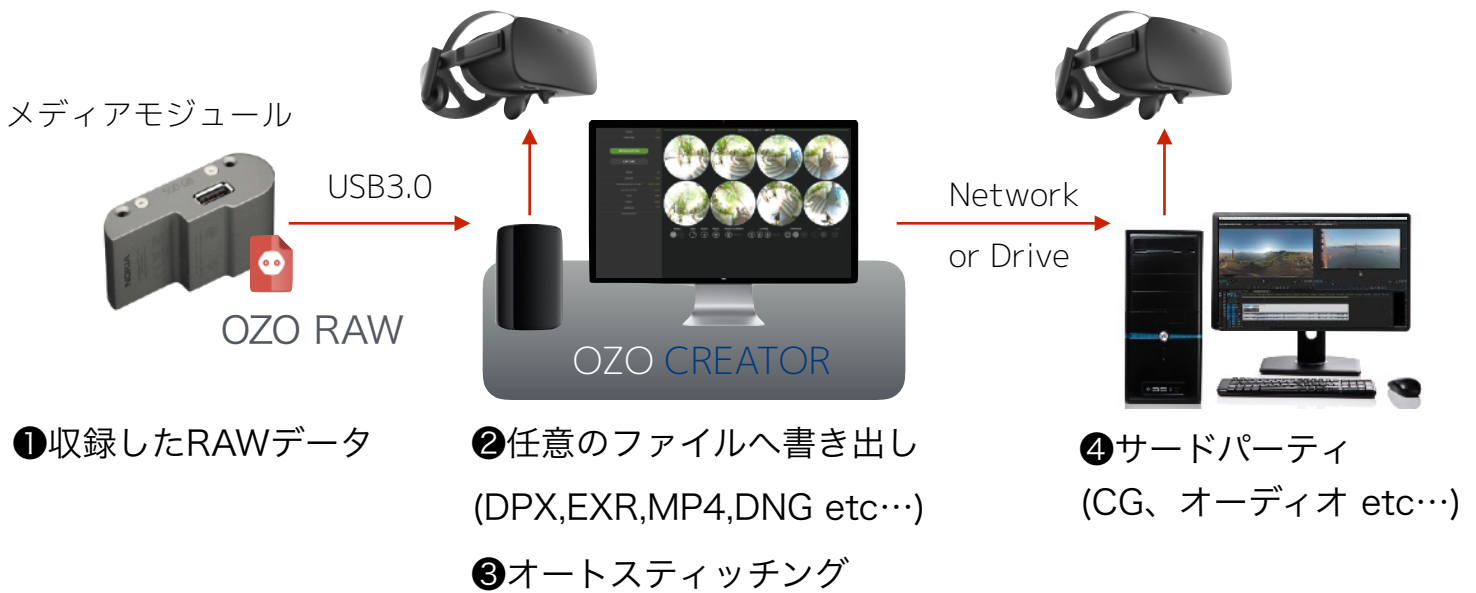 メディアモジュール
500 GB
NOKIA
USB3.0
OZO RAW
OZO CREATOR
Network
or Drive
❶収録したRAWデータ
❷任意のファイルへ書き出し
(DPX,EXR,MP4,DNG etc…)
❸オートスティッチング
❹サードパーティ
(CG、オーディオ etc…)